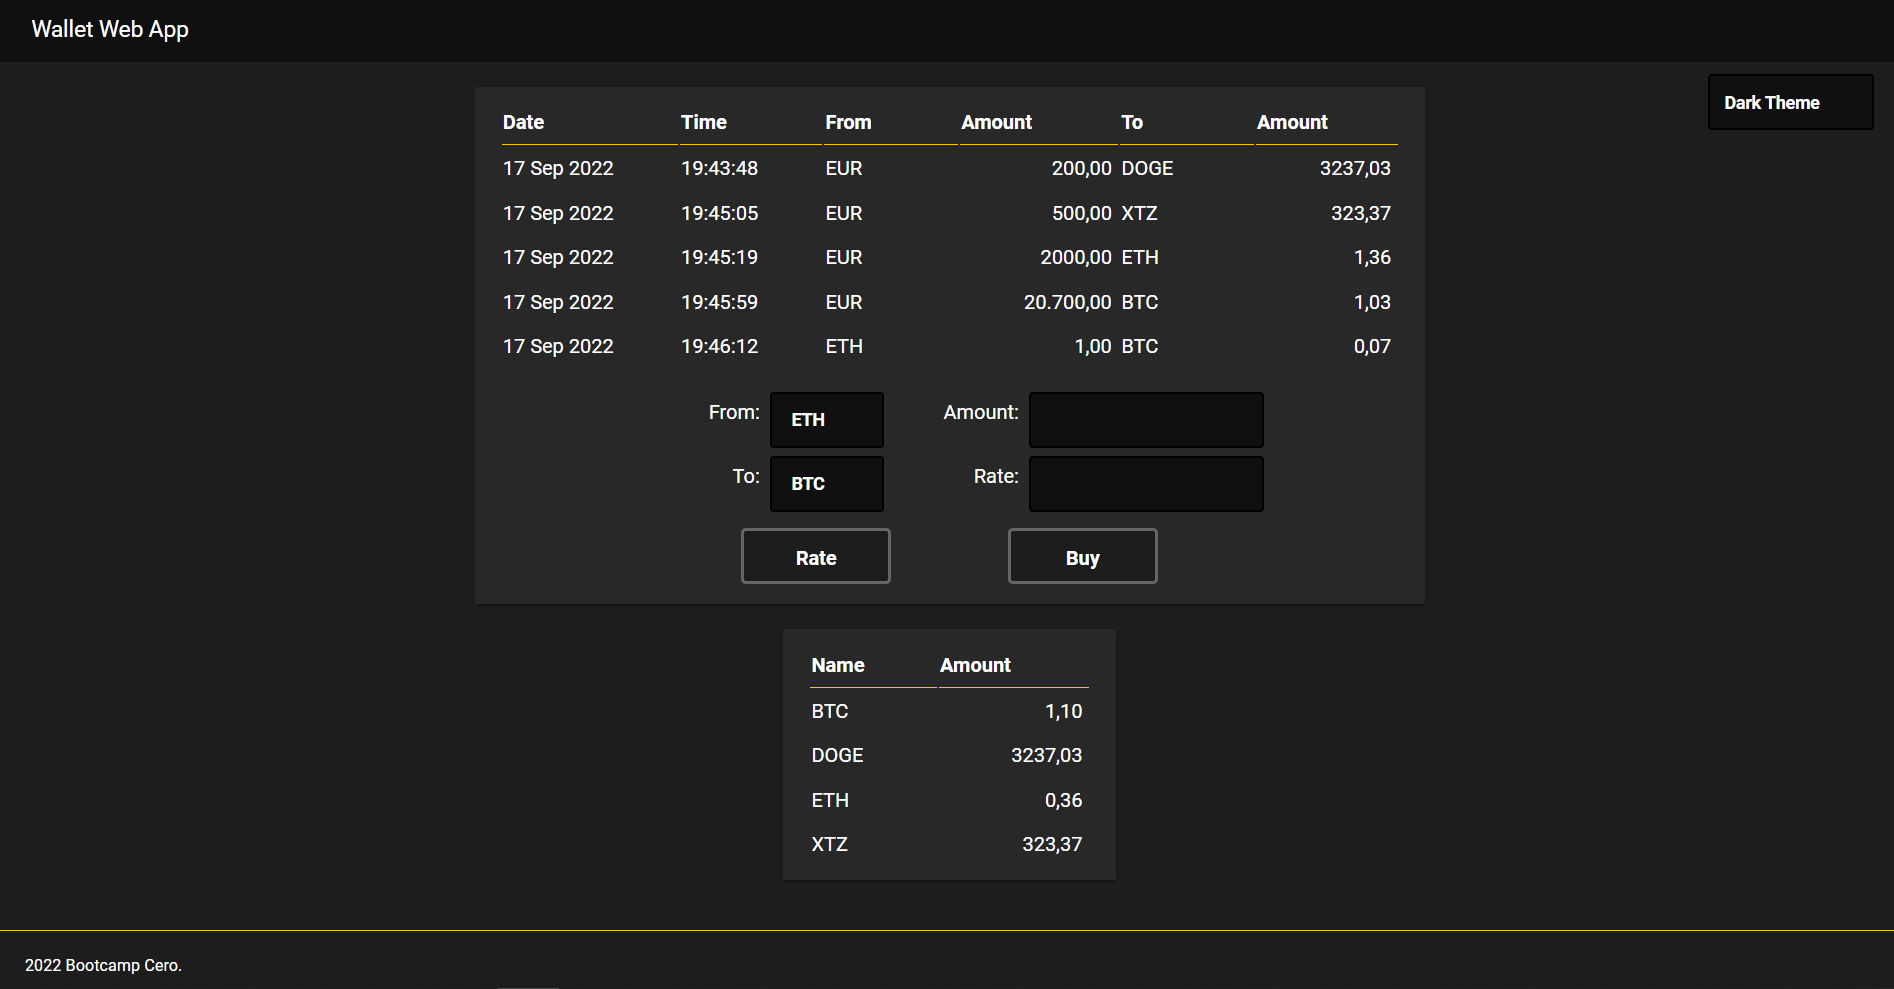 Wallet Web App
Dark Theme
Date Time From Amount To Amount
17 Sep 2022 19:43:48 EUR 200,00 DOGE 3237,03
17 Sep 2022 19:45:05 EUR 500,00 XTZ 323,37
17 Sep 2022 19:45:19 EUR 2000,00 ETH 1,36
17 Sep 2022 19:45:59 EUR 20.700,00 BTC 1,03
17 Sep 2022 19:46:12 ETH 1,00 BTC 0,07
From: ETH Amount:
To: BTC Rate:
Rate Buy
Name Amount
BTC 1,10
DOGE 3237,03
ETH 0,36
XTZ 323,37
2022 Bootcamp Cero.